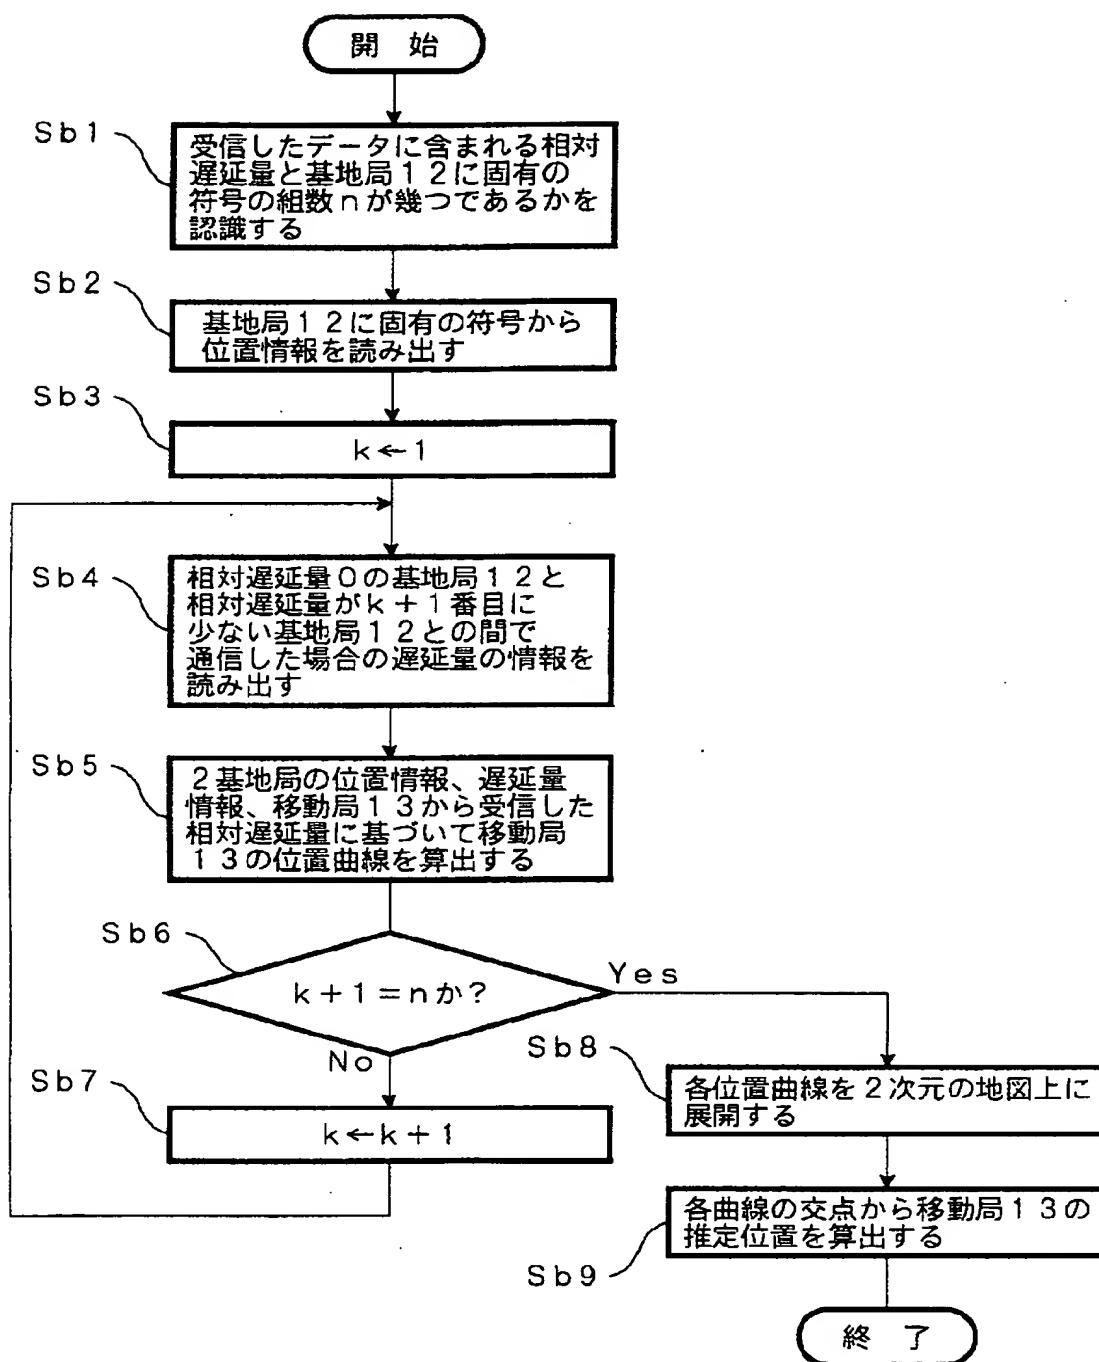 開 始
Sb1
受信したデータに含まれる相対
遅延量と基地局12に固有の
符号の組数nが幾つであるかを
認識する
Sb2
基地局12に固有の符号から
位置情報を読み出す
Sb3
k←1
Sb4
相対遅延量0の基地局12と
相対遅延量がk+1番目に
少ない基地局12との間で
通信した場合の遅延量の情報を
読み出す
Sb5
2基地局の位置情報、遅延量
情報、移動局13から受信した
相対遅延量に基づいて移動局
13の位置曲線を算出する
Sb6
k+1=nか?
Yes
No
Sb7
k←k+1
Sb8
各位置曲線を2次元の地図上に
展開する
各曲線の交点から移動局13の
推定位置を算出する
Sb9
終 了